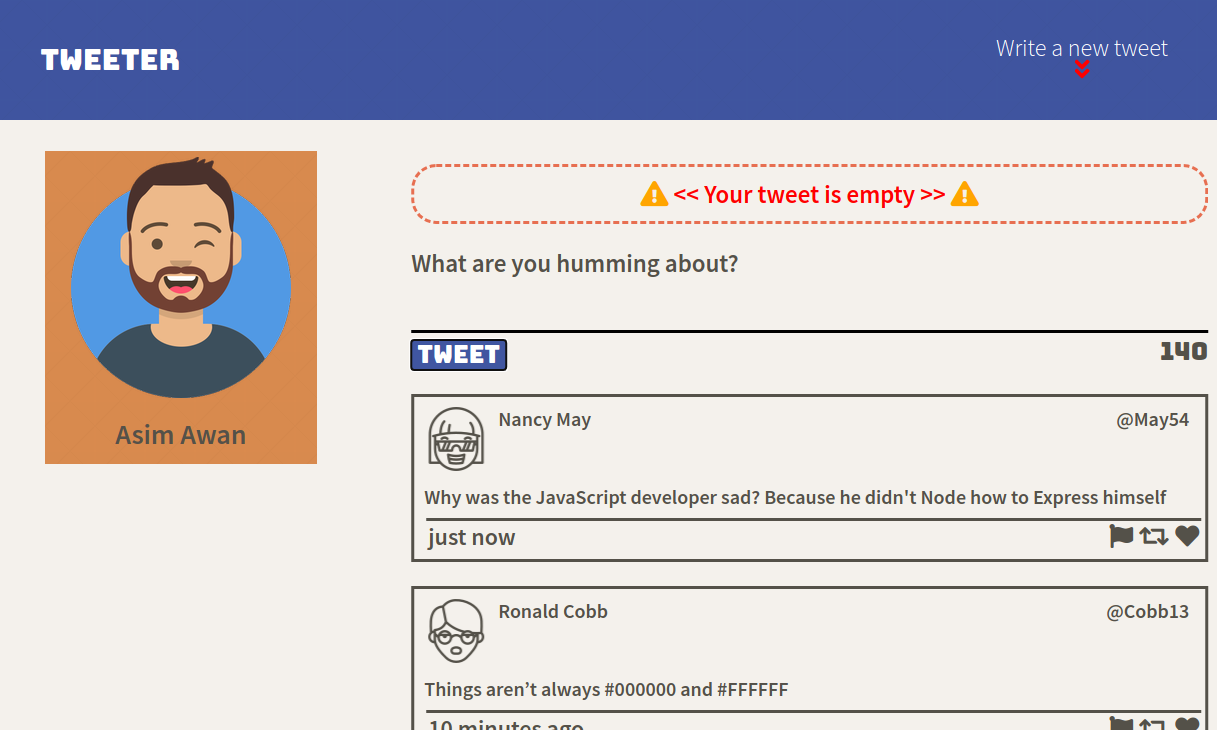 TWEETER
Write a new tweet
Asim Awan
<< Your tweet is empty >>
What are you humming about?
TWEET
140
Nancy May
@May54
Why was the JavaScript developer sad? Because he didn't Node how to Express himself
just now
Ronald Cobb
@Cobb13
Things aren’t always #000000 and #FFFFFF
10 minutes ago